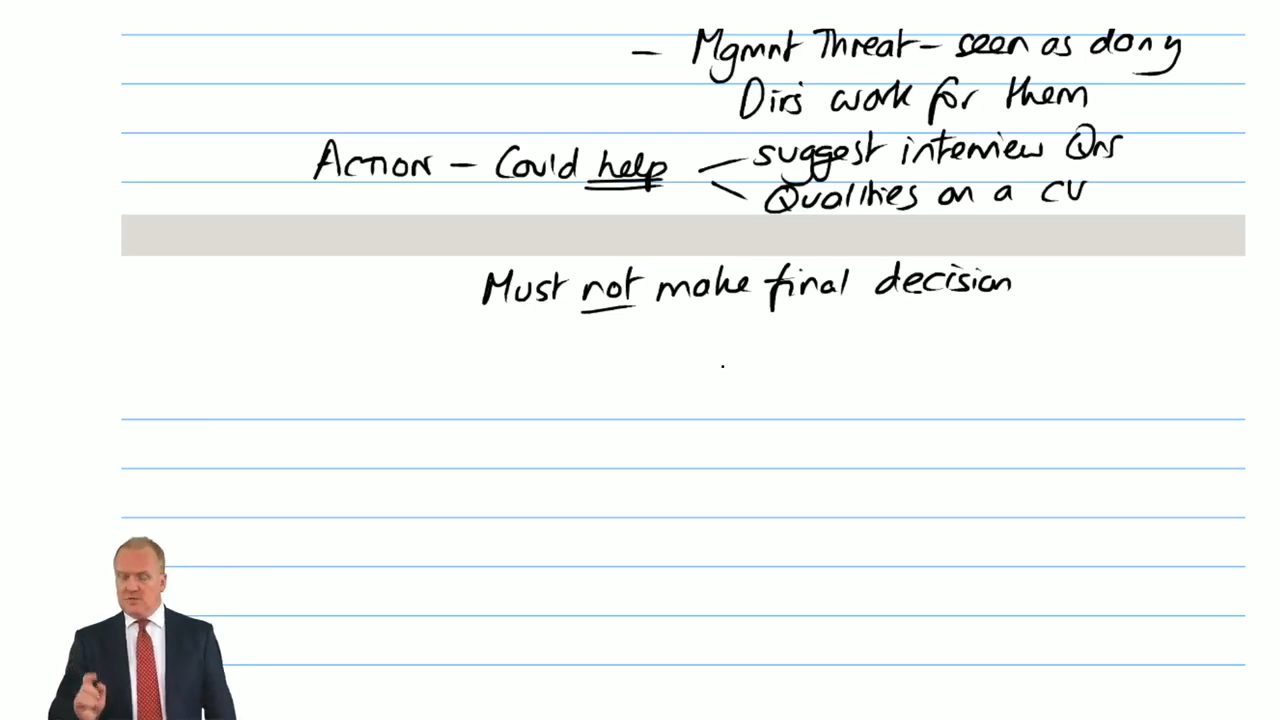 – Mgmnt Threat – seen as doing
Dirs work for them
Action – Could help
suggest interview Qns
Qualities on a CV
Must not make final decision